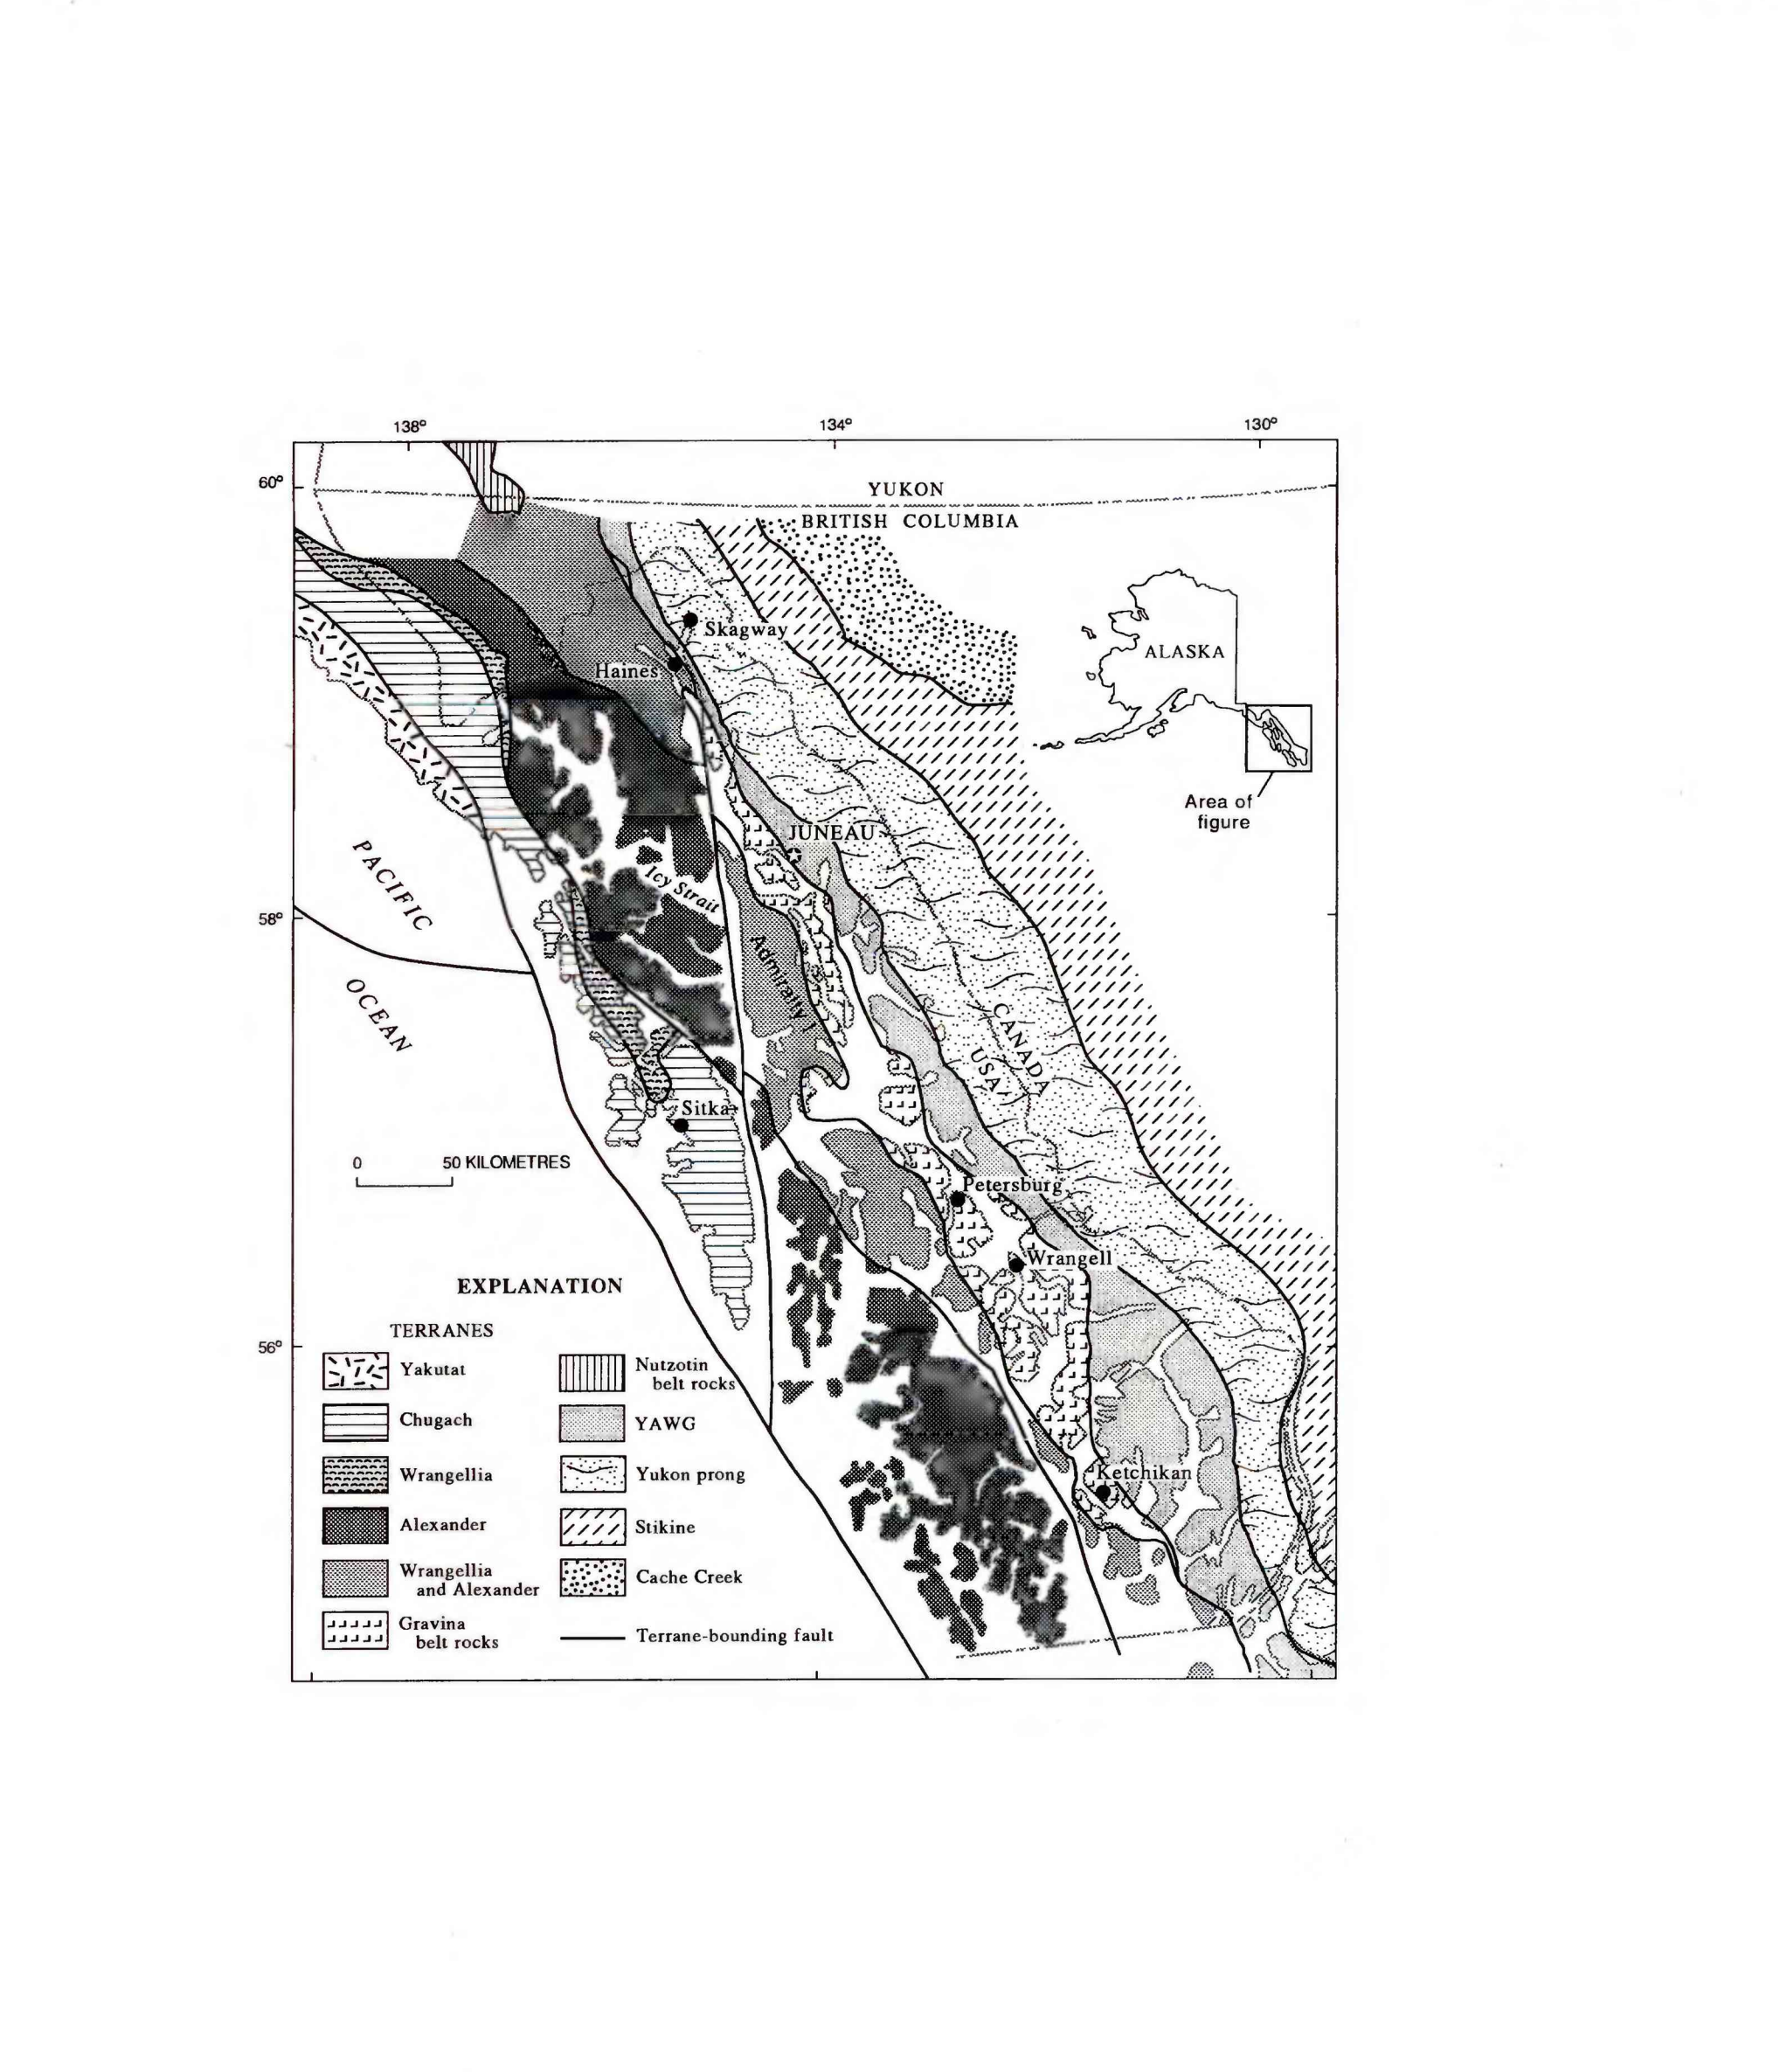 138°
134°
130°
60°
YUKON
BRITISH COLUMBIA
Skagway
ALASKA
Haines
Area of
figure
JUNEAU
PACIFIC
Icy Strait
58°
Admiralty I
OCEAN
CANADA
USA
Sitka
0
50 KILOMETRES
Petersburg
Wrangell
EXPLANATION
TERRANES
56°
Yakutat
Nutzotin
belt rocks
Chugach
YAWG
Wrangellia
Yukon prong
Alexander
Stikine
Wrangellia
and Alexander
Cache Creek
Gravina
belt rocks
Terrane-bounding fault
Ketchikan